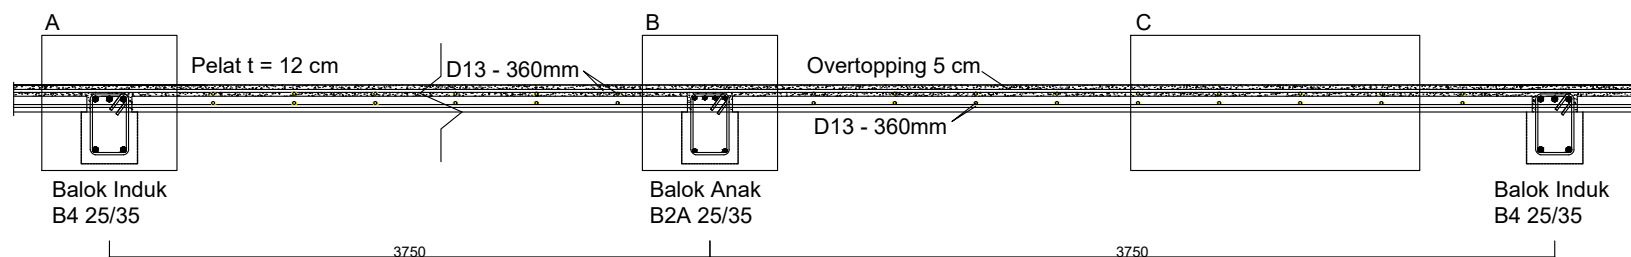 A
B
C
Pelat t = 12 cm
D13 - 360mm
Overtopping 5 cm
D13 - 360mm
Balok Induk
B4 25/35
Balok Anak
B2A 25/35
Balok Induk
B4 25/35
3750
3750